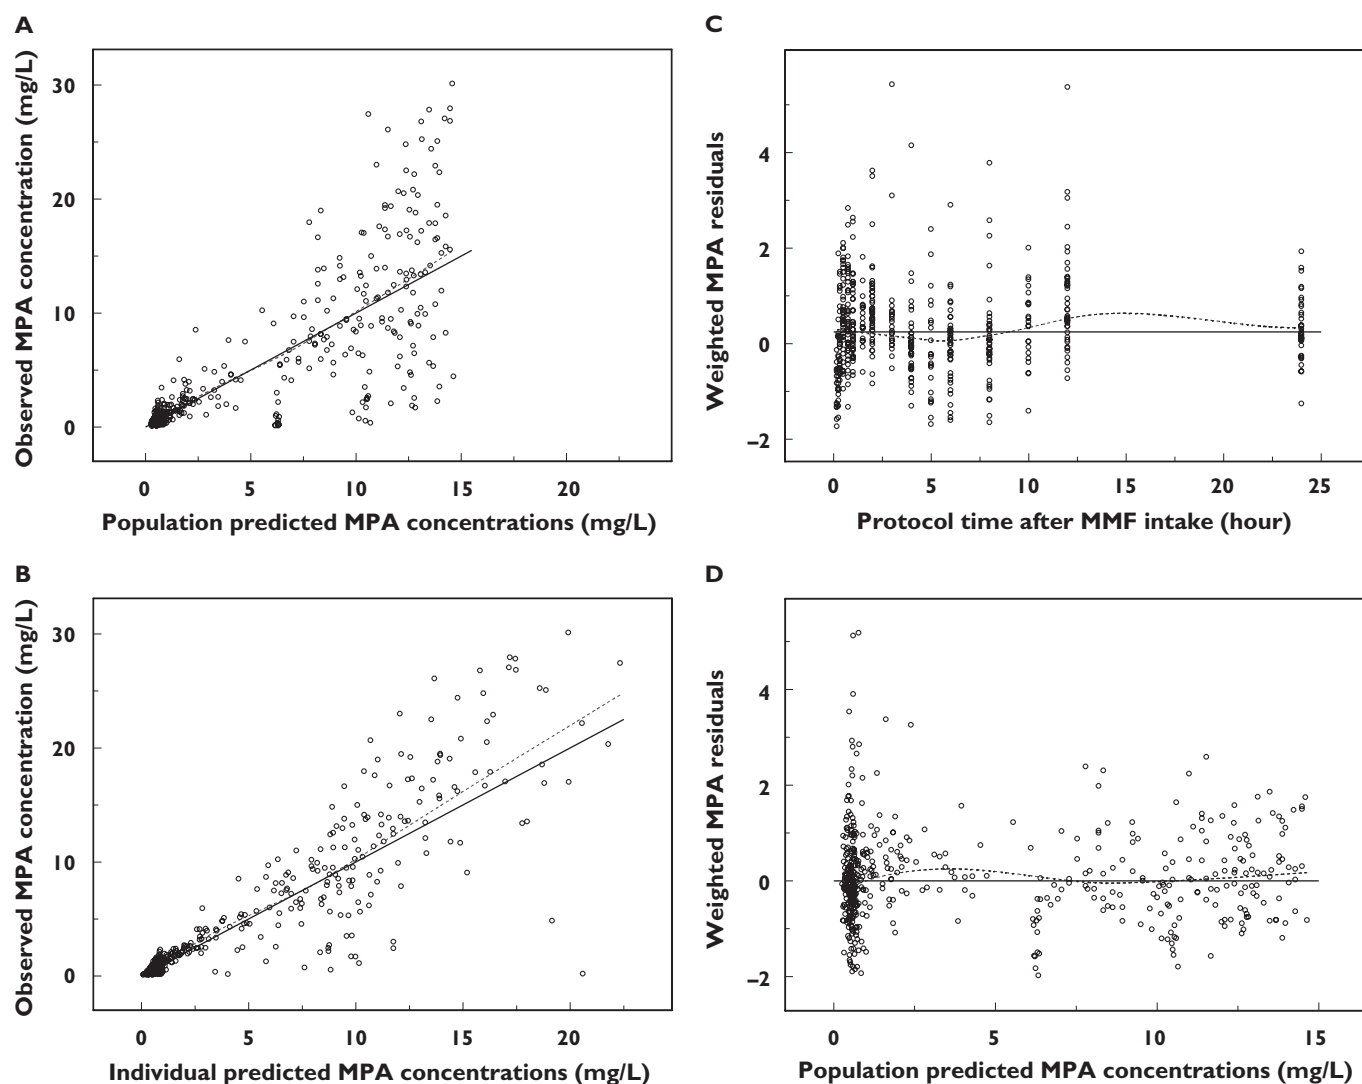 A
Observed MPA concentration (mg/L)
30
20
10
0
0 5 10 15 20
Population predicted MPA concentrations (mg/L)
C
Weighted MPA residuals
4
2
0
−2
0 5 10 15 20 25
Protocol time after MMF intake (hour)
B
Observed MPA concentration (mg/L)
30
20
10
0
0 5 10 15 20
Individual predicted MPA concentrations (mg/L)
D
Weighted MPA residuals
4
2
0
−2
0 5 10 15
Population predicted MPA concentrations (mg/L)